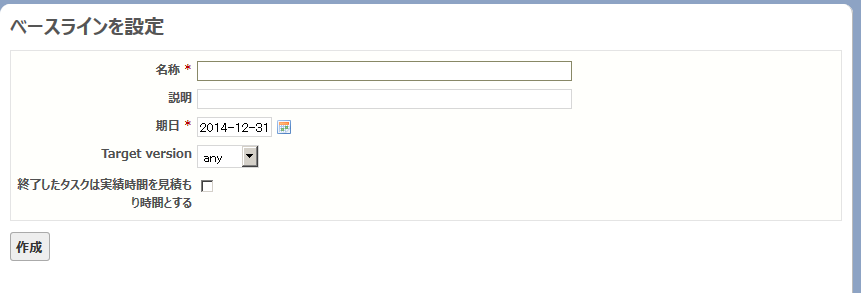 ベースラインを設定
名称 *
説明
期日 * 2014-12-31
Target version any
終了したタスクは実績時間を見積も
り時間とする
作成